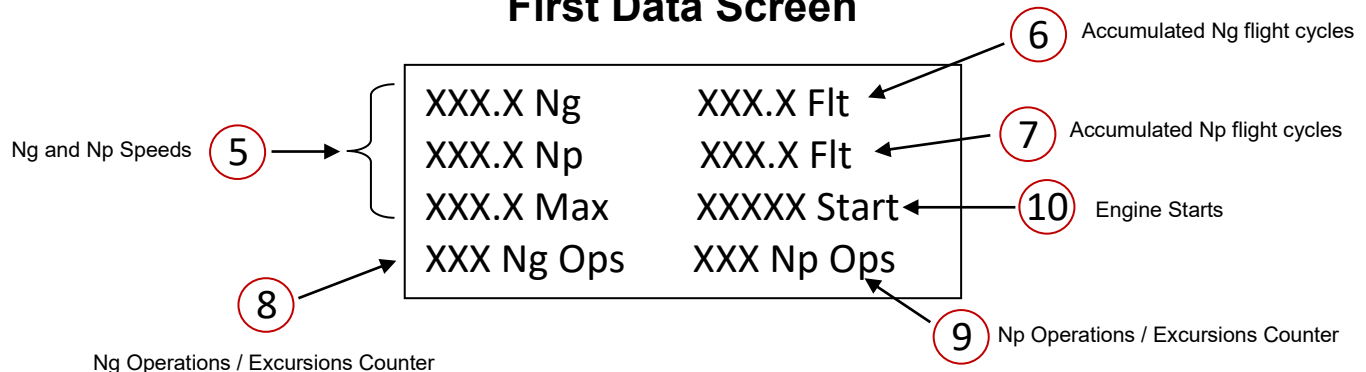 First Data Screen
6 Accumulated Ng flight cycles
XXX.X Ng XXX.X Flt
7 Accumulated Np flight cycles
Ng and Np Speeds 5
XXX.X Np XXX.X Flt
XXX.X Max XXXXX Start
10 Engine Starts
XXX Ng Ops XXX Np Ops
8
9 Np Operations / Excursions Counter
Ng Operations / Excursions Counter